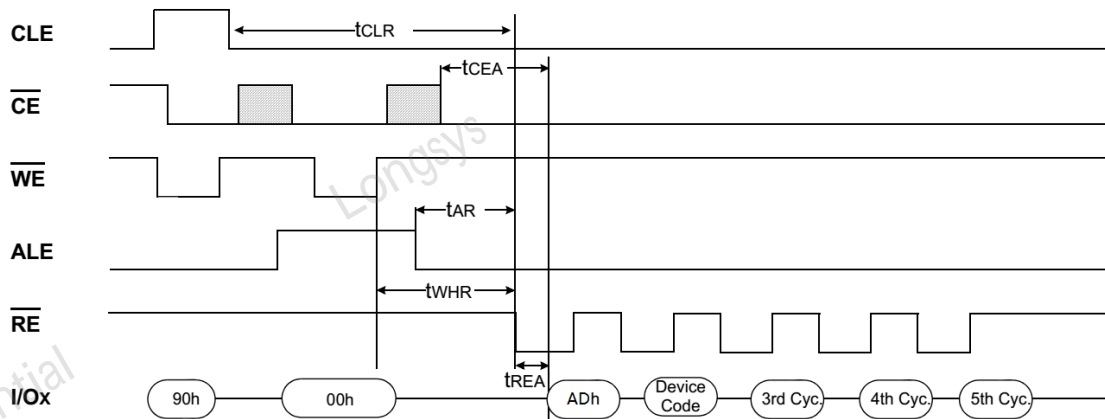 CLE
tCLR
tCEA
CE
WE
Longsys
tAR
ALE
tWHR
RE
tREA
ntial
I/Ox
90h
00h
ADh
Device
Code
3rd Cyc.
4th Cyc.
5th Cyc.